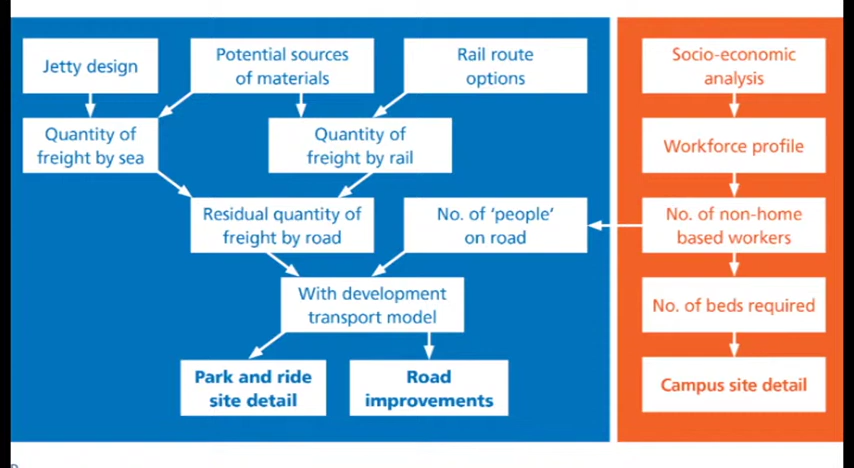 Jetty design
Potential sources
of materials
Rail route
options
Socio-economic
analysis
Quantity of
freight by sea
Quantity of
freight by rail
Workforce profile
Residual quantity of
freight by road
No. of ‘people‘
on road
No. of non-home
based workers
With development
transport model
No. of beds required
Park and ride
site detail
Road
improvements
Campus site detail